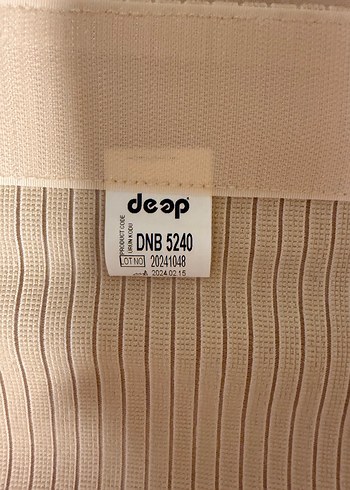 deep
PRODUCT CODE
ÜRÜN KODU
DNB 5240
LOT NO 20241048
2024.02.15